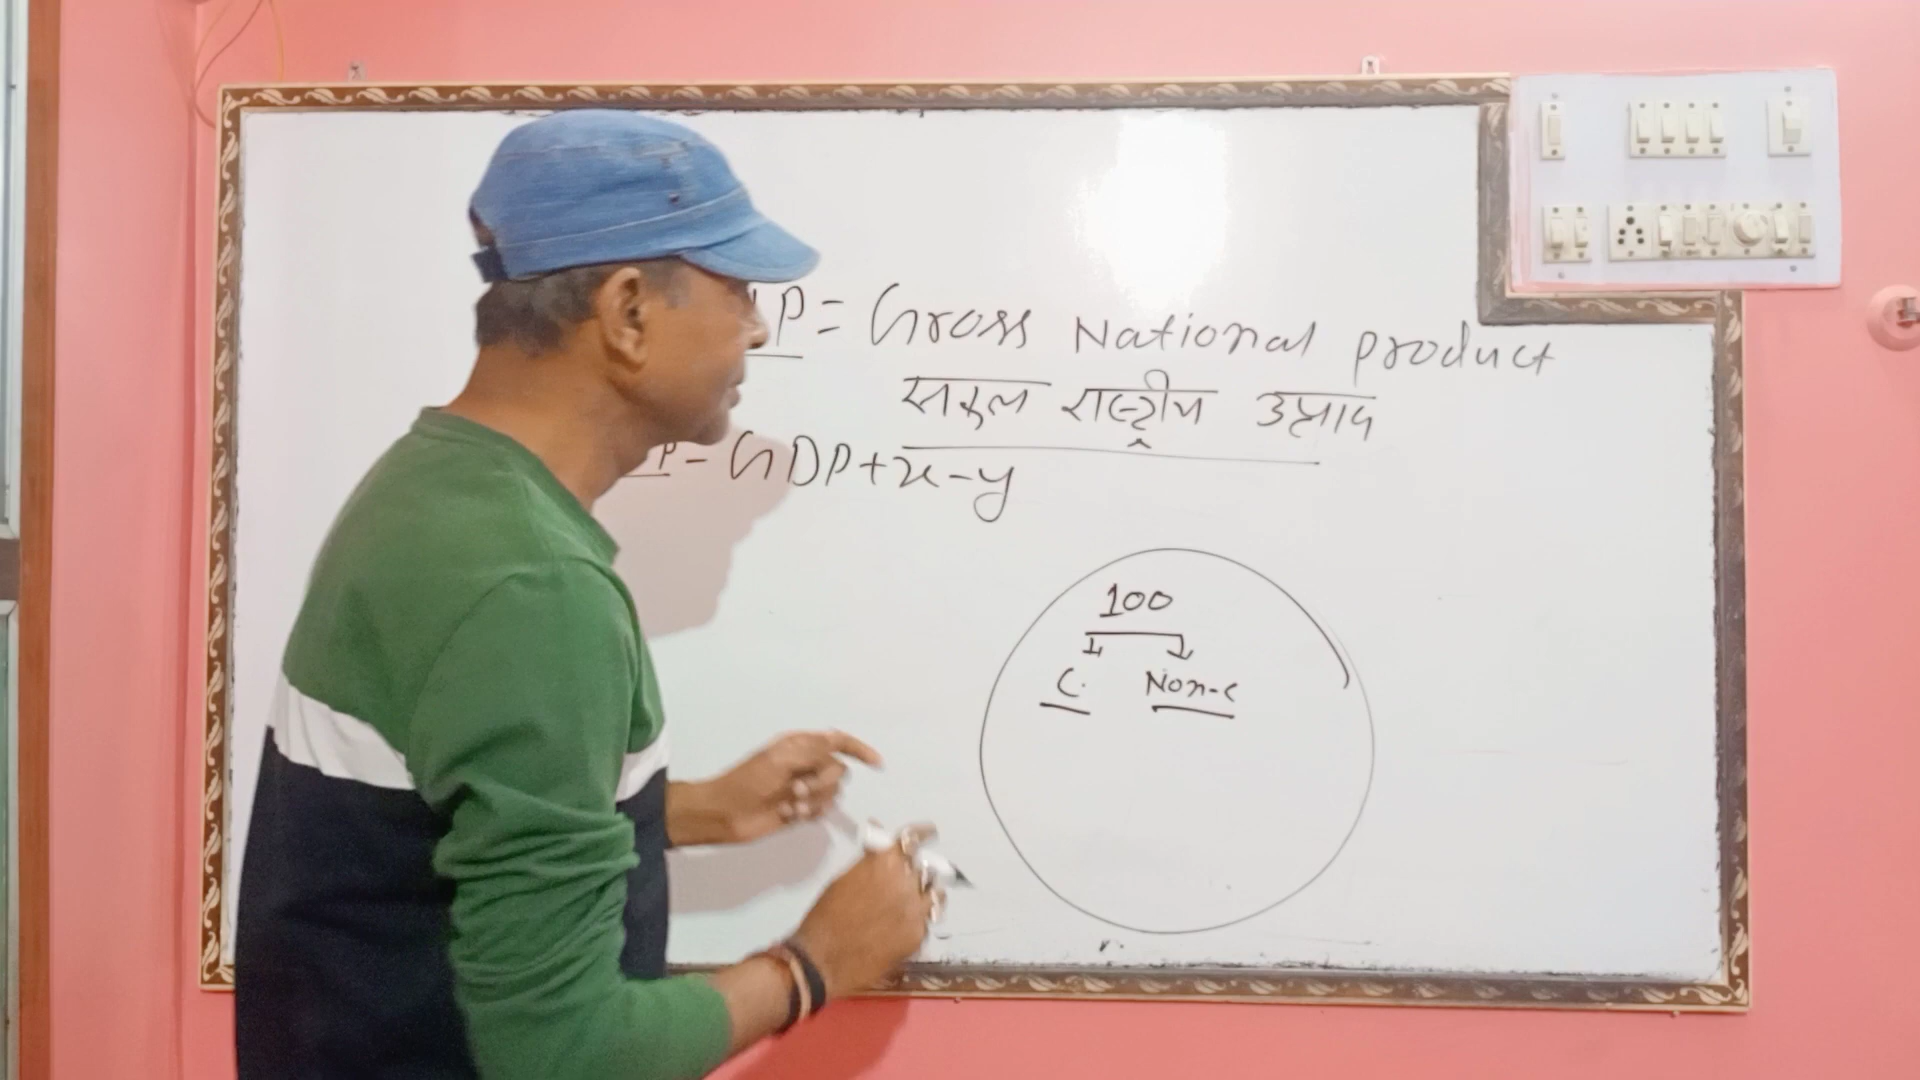 P = Gross National product
सकल राष्ट्रीय उत्पाद
P - GDP + x - y
100
C. Non-c